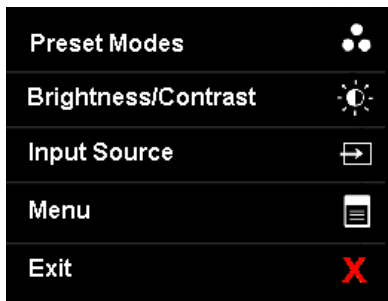 Preset Modes
Brightness/Contrast
Input Source
Menu
Exit